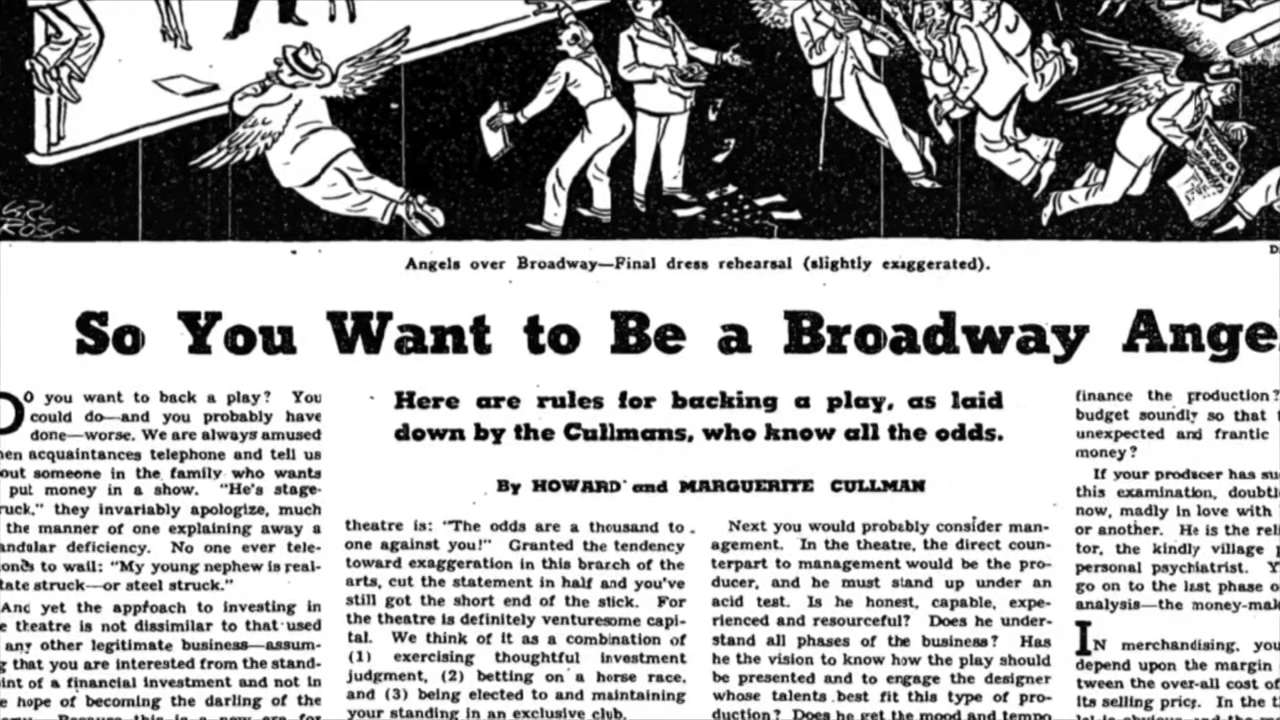 Angels over Broadway—Final dress rehearsal (slightly exaggerated).
So You Want to Be a Broadway Ange
Here are rules for backing a play, as laid
down by the Cullmans, who know all the odds.
By HOWARD and MARGUERITE CULLMAN
DO you want to back a play? You
could do—and you probably have
done—worse. We are always amused
en acquaintances telephone and tell us
out someone in the family who wants
put money in a show. "He's stage-
ruck," they invariably apologize, much
the manner of one explaining away a
andular deficiency. No one ever tele-
ons to wail: "My young nephew is real-
tate struck—or steel struck."
And yet the approach to investing in
e theatre is not dissimilar to that used
any other legitimate business—assum-
g that you are interested from the stand-
int of a financial investment and not in
e hope of becoming the darling of the
theatre is: "The odds are a thousand to
one against you!" Granted the tendency
toward exaggeration in this branch of the
arts, cut the statement in half and you've
still got the short end of the stick. For
the theatre is definitely venturesome capi-
tal. We think of it as a combination of
(1) exercising thoughtful investment
judgment, (2) betting on a horse race,
and (3) being elected to and maintaining
your standing in an exclusive club.
Next you would probably consider man-
agement. In the theatre, the direct coun-
terpart to management would be the pro-
ducer, and he must stand up under an
acid test. Is he honest, capable, expe-
rienced and resourceful? Does he under-
stand all phases of the business? Has
he the vision to know how the play should
be presented and to engage the designer
whose talents best fit this type of pro-
duction? Does he get the mood and tempo
finance the production?
budget soundly so that
unexpected and frantic
money?
If your producer has su
this examination, doubtl
now, madly in love with
or another. He is the rel
tor, the kindly village p
personal psychiatrist. Y
go on to the last phase o
analysis—the money-mak
IN merchandising, you
depend upon the margin
tween the over-all cost of
its selling price. In the t